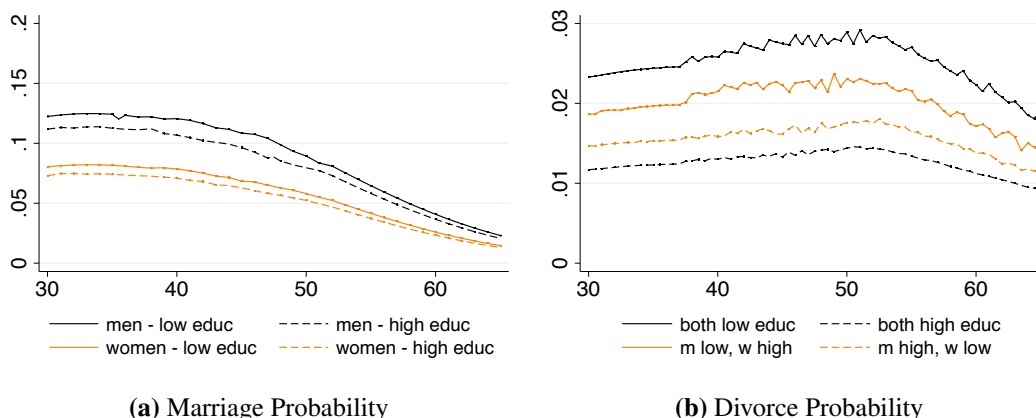 .2
.15
.1
.05
0
30 40 50 60
men - low educ men - high educ
women - low educ women - high educ
(a) Marriage Probability
.03
.02
.01
0
30 40 50 60
both low educ both high educ
m low, w high m high, w low
(b) Divorce Probability